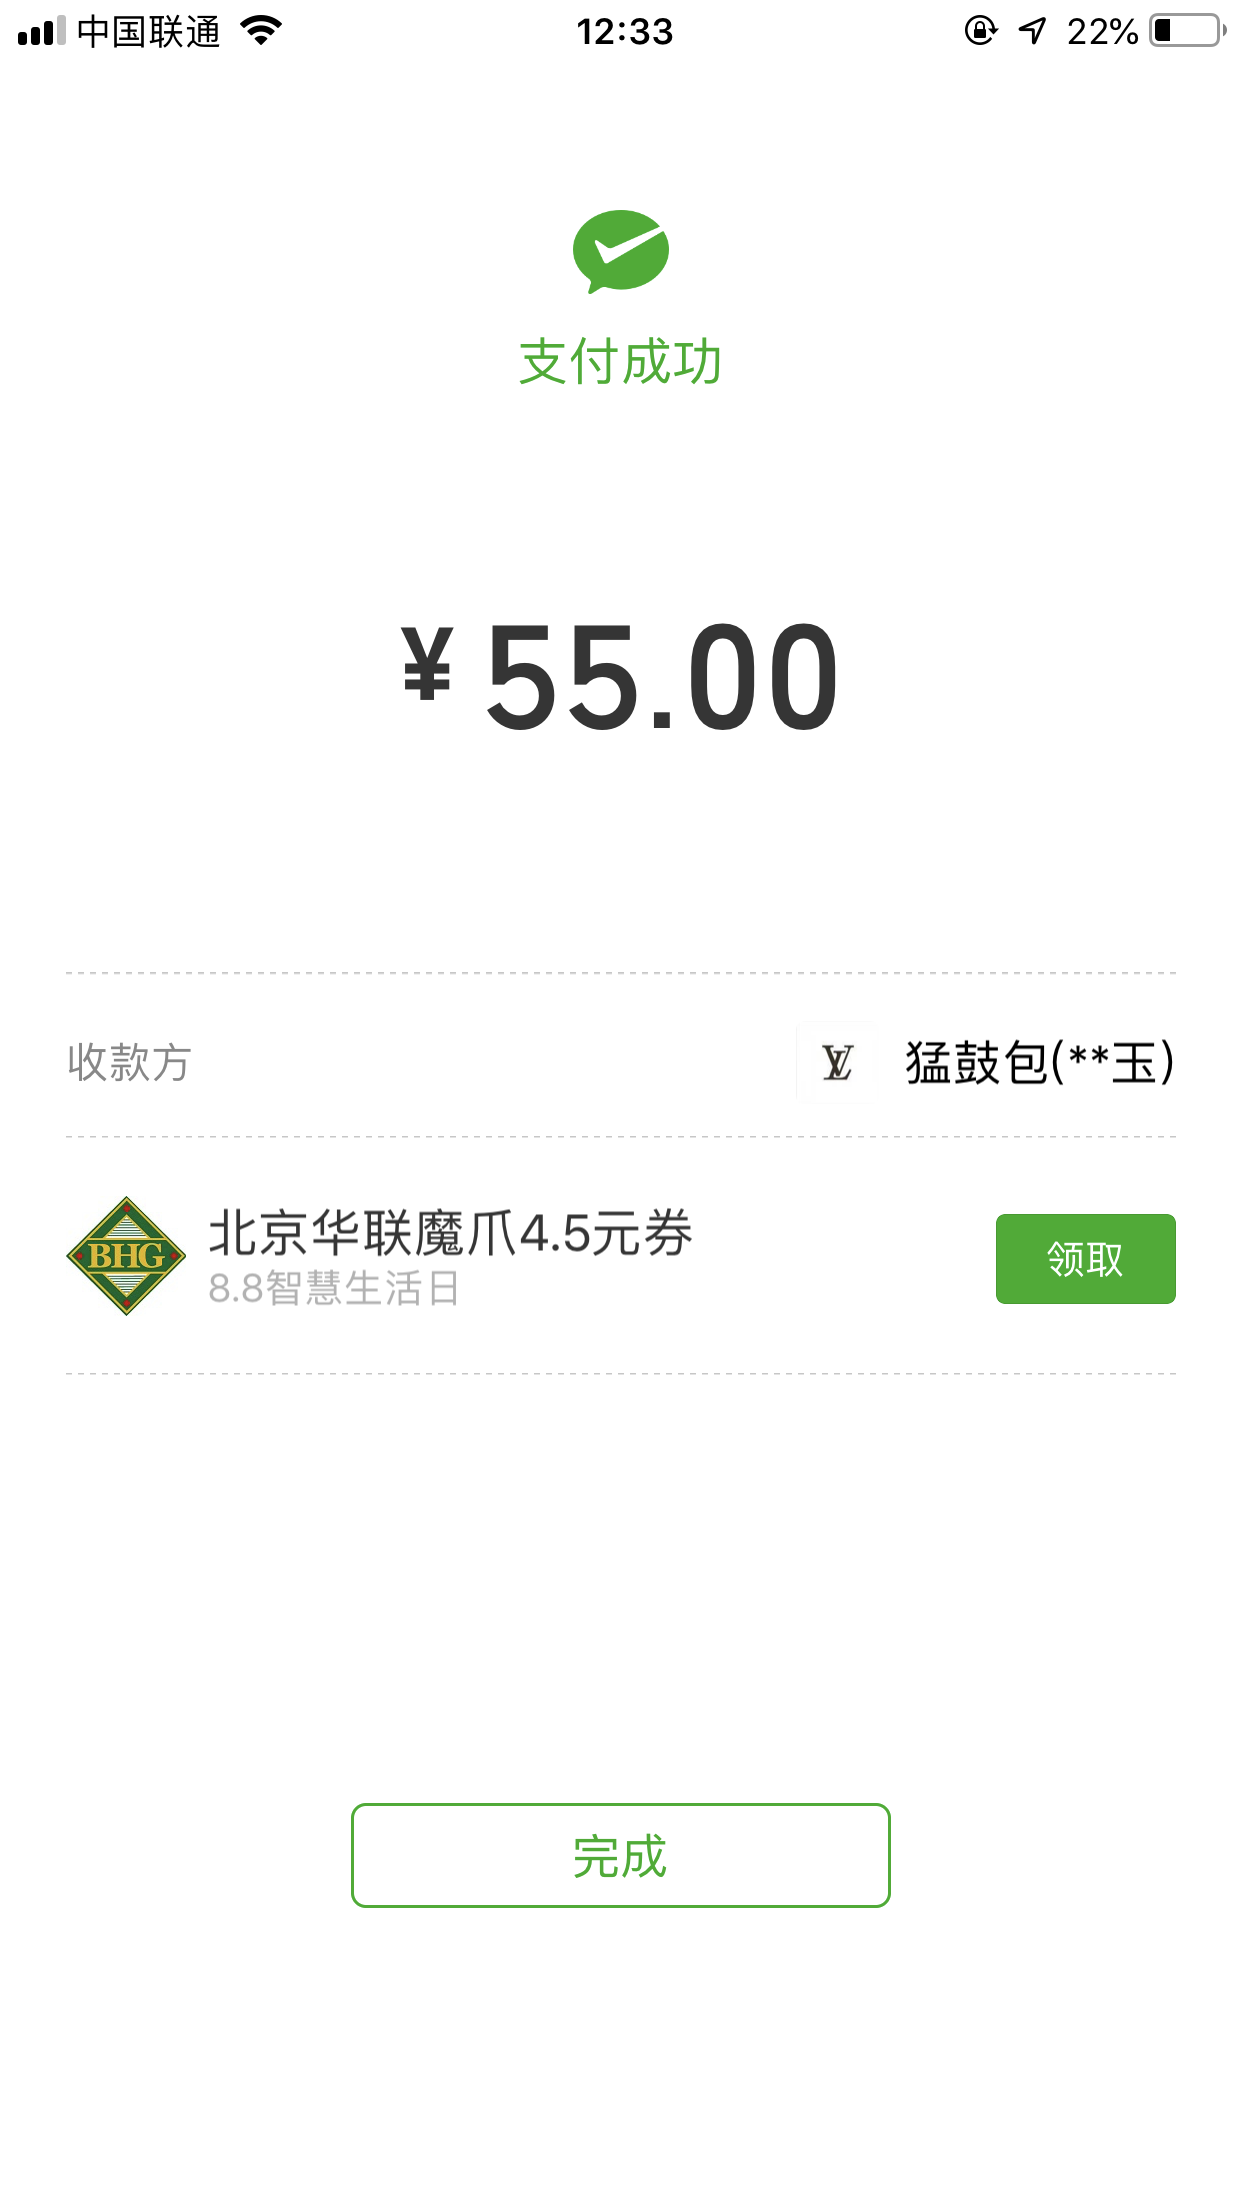 中国联通 12:33 22%
支付成功
¥55.00
收款方 LV 猛鼓包(**玉)
BHG 北京华联魔爪4.5元券 领取
8.8智慧生活日
完成